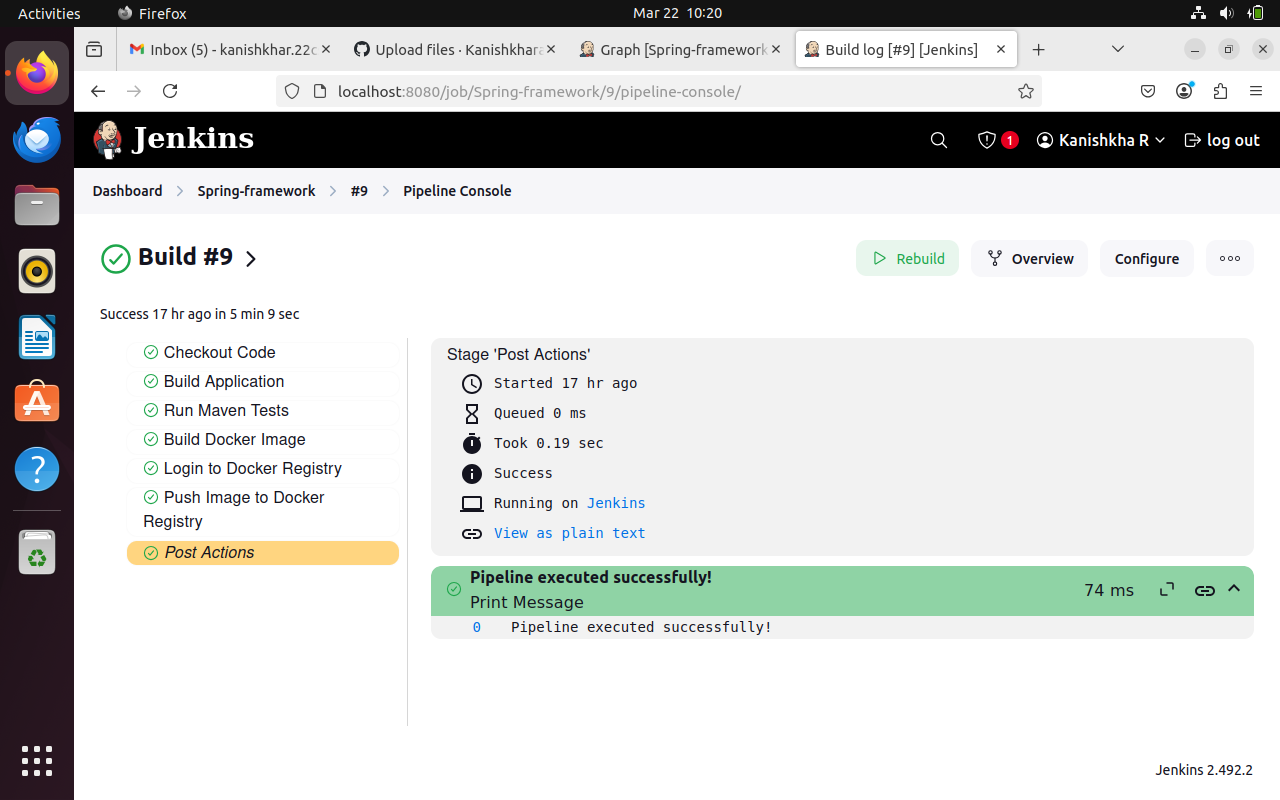 Activities
Firefox
Mar 22 10:20
Inbox (5) - kanishkhar.22c
Upload files · Kanishkhara
Graph [Spring-framework
Build log [#9] [Jenkins]
localhost:8080/job/Spring-framework/9/pipeline-console/
Jenkins
1
Kanishkha R
log out
Dashboard
Spring-framework
#9
Pipeline Console
Build #9
Rebuild
Overview
Configure
Success 17 hr ago in 5 min 9 sec
Checkout Code
Build Application
Run Maven Tests
Build Docker Image
Login to Docker Registry
Push Image to Docker
Registry
Post Actions
Stage 'Post Actions'
Started 17 hr ago
Queued 0 ms
Took 0.19 sec
Success
Running on Jenkins
View as plain text
Pipeline executed successfully!
Print Message
74 ms
0 Pipeline executed successfully!
Jenkins 2.492.2